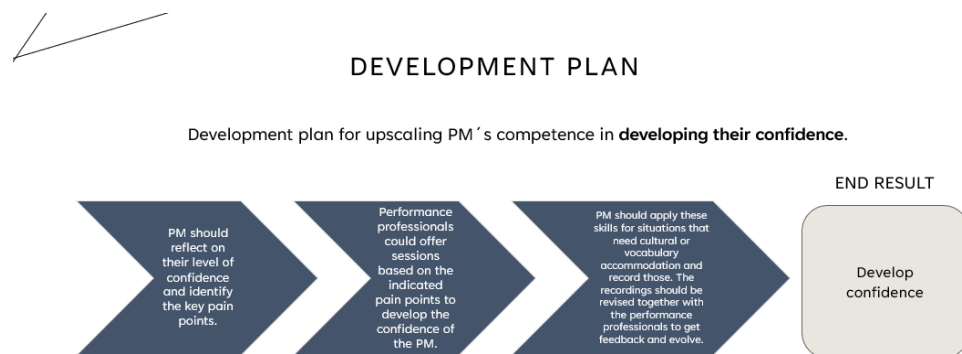 DEVELOPMENT PLAN
Development plan for upscaling PM´s competence in developing their confidence.
PM should
reflect on
their level of
confidence
and identify
the key pain
points.
Performance
professionals
could offer
sessions
based on the
indicated
pain points to
develop the
confidence of
the PM.
PM should apply these
skills for situations that
need cultural or
vocabulary
accommodation and
record those. The
recordings should be
revised together with
the performance
professionals to get
feedback and evolve.
END RESULT
Develop
confidence